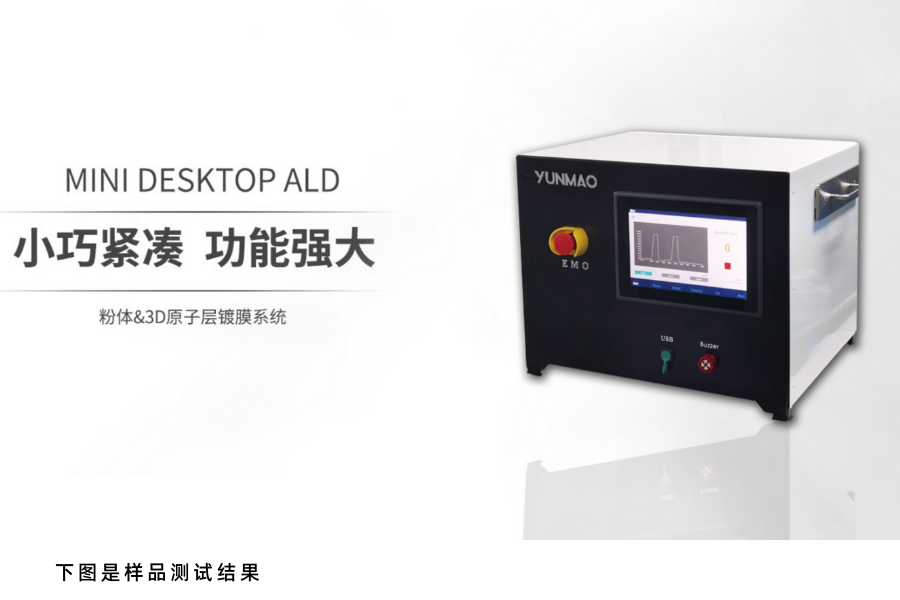 MINI DESKTOP ALD
小巧紧凑 功能强大
粉体&3D原子层镀膜系统
YUNMAO
EMO
USB
Buzzer
下图是样品测试结果